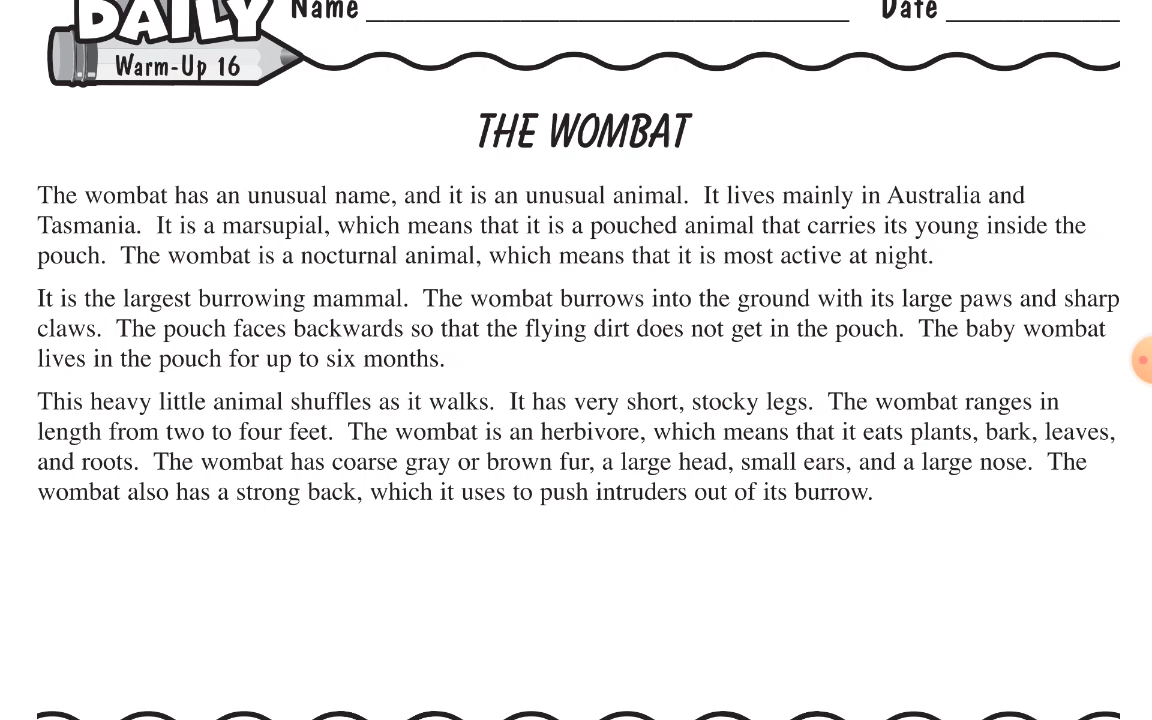 DAILY
Name Date
Warm-Up 16
THE WOMBAT
The wombat has an unusual name, and it is an unusual animal. It lives mainly in Australia and
Tasmania. It is a marsupial, which means that it is a pouched animal that carries its young inside the
pouch. The wombat is a nocturnal animal, which means that it is most active at night.
It is the largest burrowing mammal. The wombat burrows into the ground with its large paws and sharp
claws. The pouch faces backwards so that the flying dirt does not get in the pouch. The baby wombat
lives in the pouch for up to six months.
This heavy little animal shuffles as it walks. It has very short, stocky legs. The wombat ranges in
length from two to four feet. The wombat is an herbivore, which means that it eats plants, bark, leaves,
and roots. The wombat has coarse gray or brown fur, a large head, small ears, and a large nose. The
wombat also has a strong back, which it uses to push intruders out of its burrow.